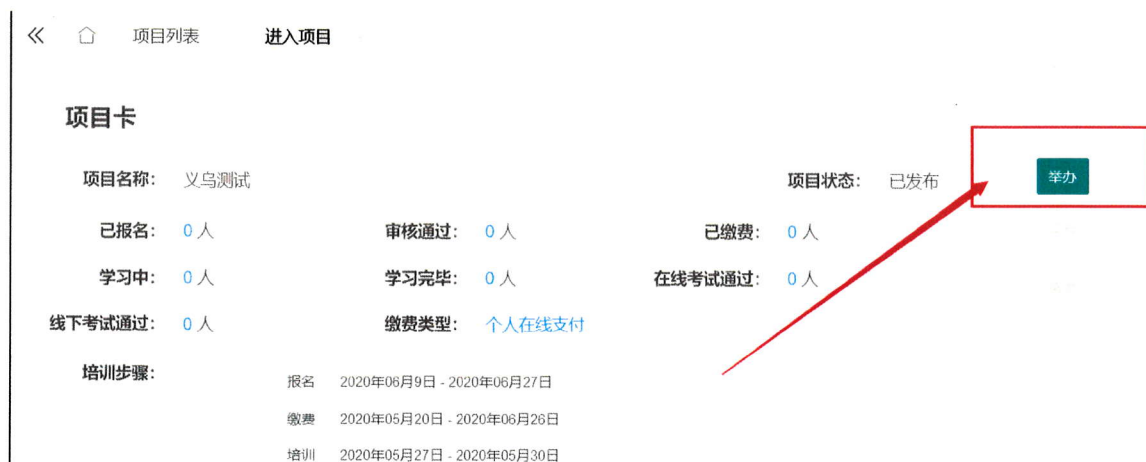 项目列表 进入项目
项目卡
项目名称： 义乌测试 项目状态： 已发布 举办
已报名： 0 人 审核通过： 0 人 已缴费： 0 人
学习中： 0 人 学习完毕： 0 人 在线考试通过： 0 人
线下考试通过： 0 人 缴费类型： 个人在线支付
培训步骤：
报名 2020年06月9日 - 2020年06月27日
缴费 2020年05月20日 - 2020年06月26日
培训 2020年05月27日 - 2020年05月30日